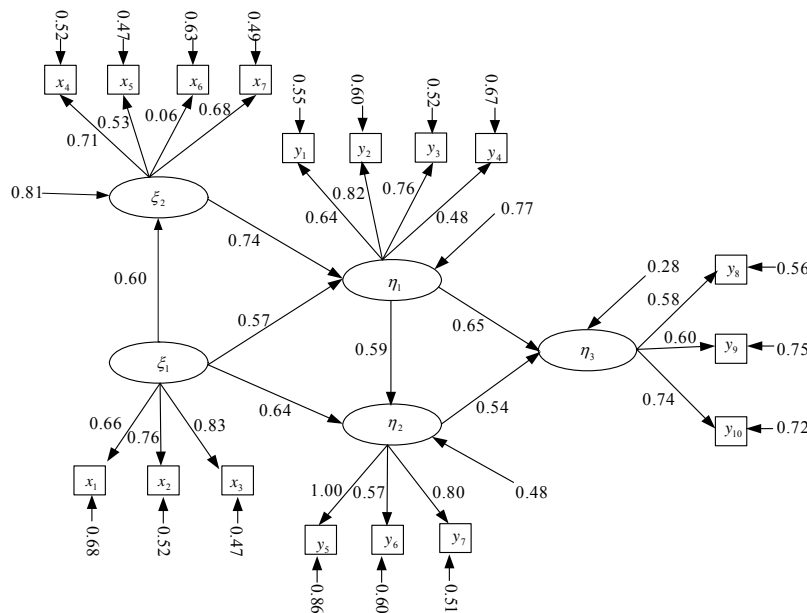 0.52 0.47 0.63 0.49
x₄ x₅ x₆ x₇
0.71 0.53 0.06 0.68
0.55 0.60 0.52 0.67
y₁ y₂ y₃ y₄
0.64 0.82 0.76 0.48
0.81
ξ₂
0.77
0.74
0.60
η₁
0.28
y₈ 0.56
0.58
0.57
0.65
0.59
η₃
0.60 y₉ 0.75
ξ₁
0.64
0.54
0.74
y₁₀ 0.72
η₂
0.66 0.76 0.83
x₁ x₂ x₃
0.68 0.52 0.47
0.48
1.00 0.57 0.80
y₅ y₆ y₇
0.86 0.60 0.51